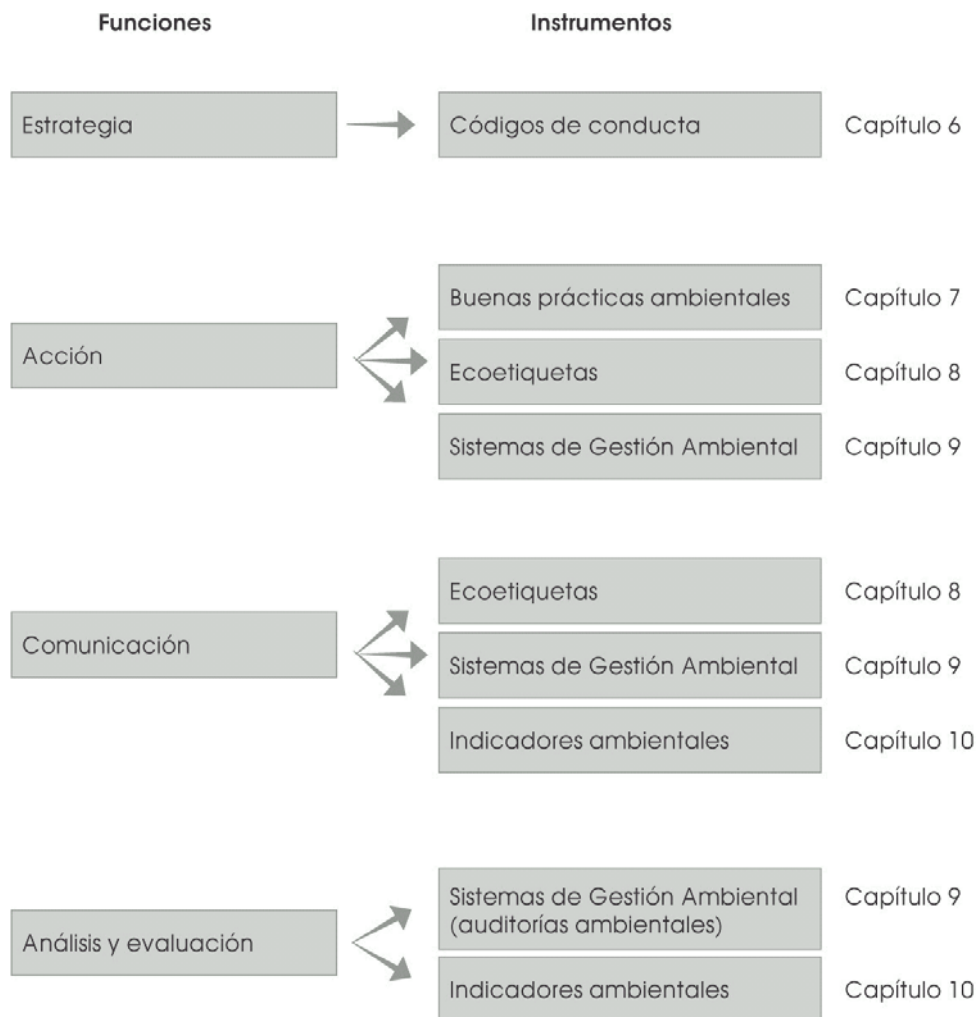 Funciones Instrumentos
Estrategia Códigos de conducta Capítulo 6
Buenas prácticas ambientales Capítulo 7
Acción
Ecoetiquetas Capítulo 8
Sistemas de Gestión Ambiental Capítulo 9
Ecoetiquetas Capítulo 8
Comunicación
Sistemas de Gestión Ambiental Capítulo 9
Indicadores ambientales Capítulo 10
Sistemas de Gestión Ambiental Capítulo 9
(auditorías ambientales)
Análisis y evaluación
Indicadores ambientales Capítulo 10